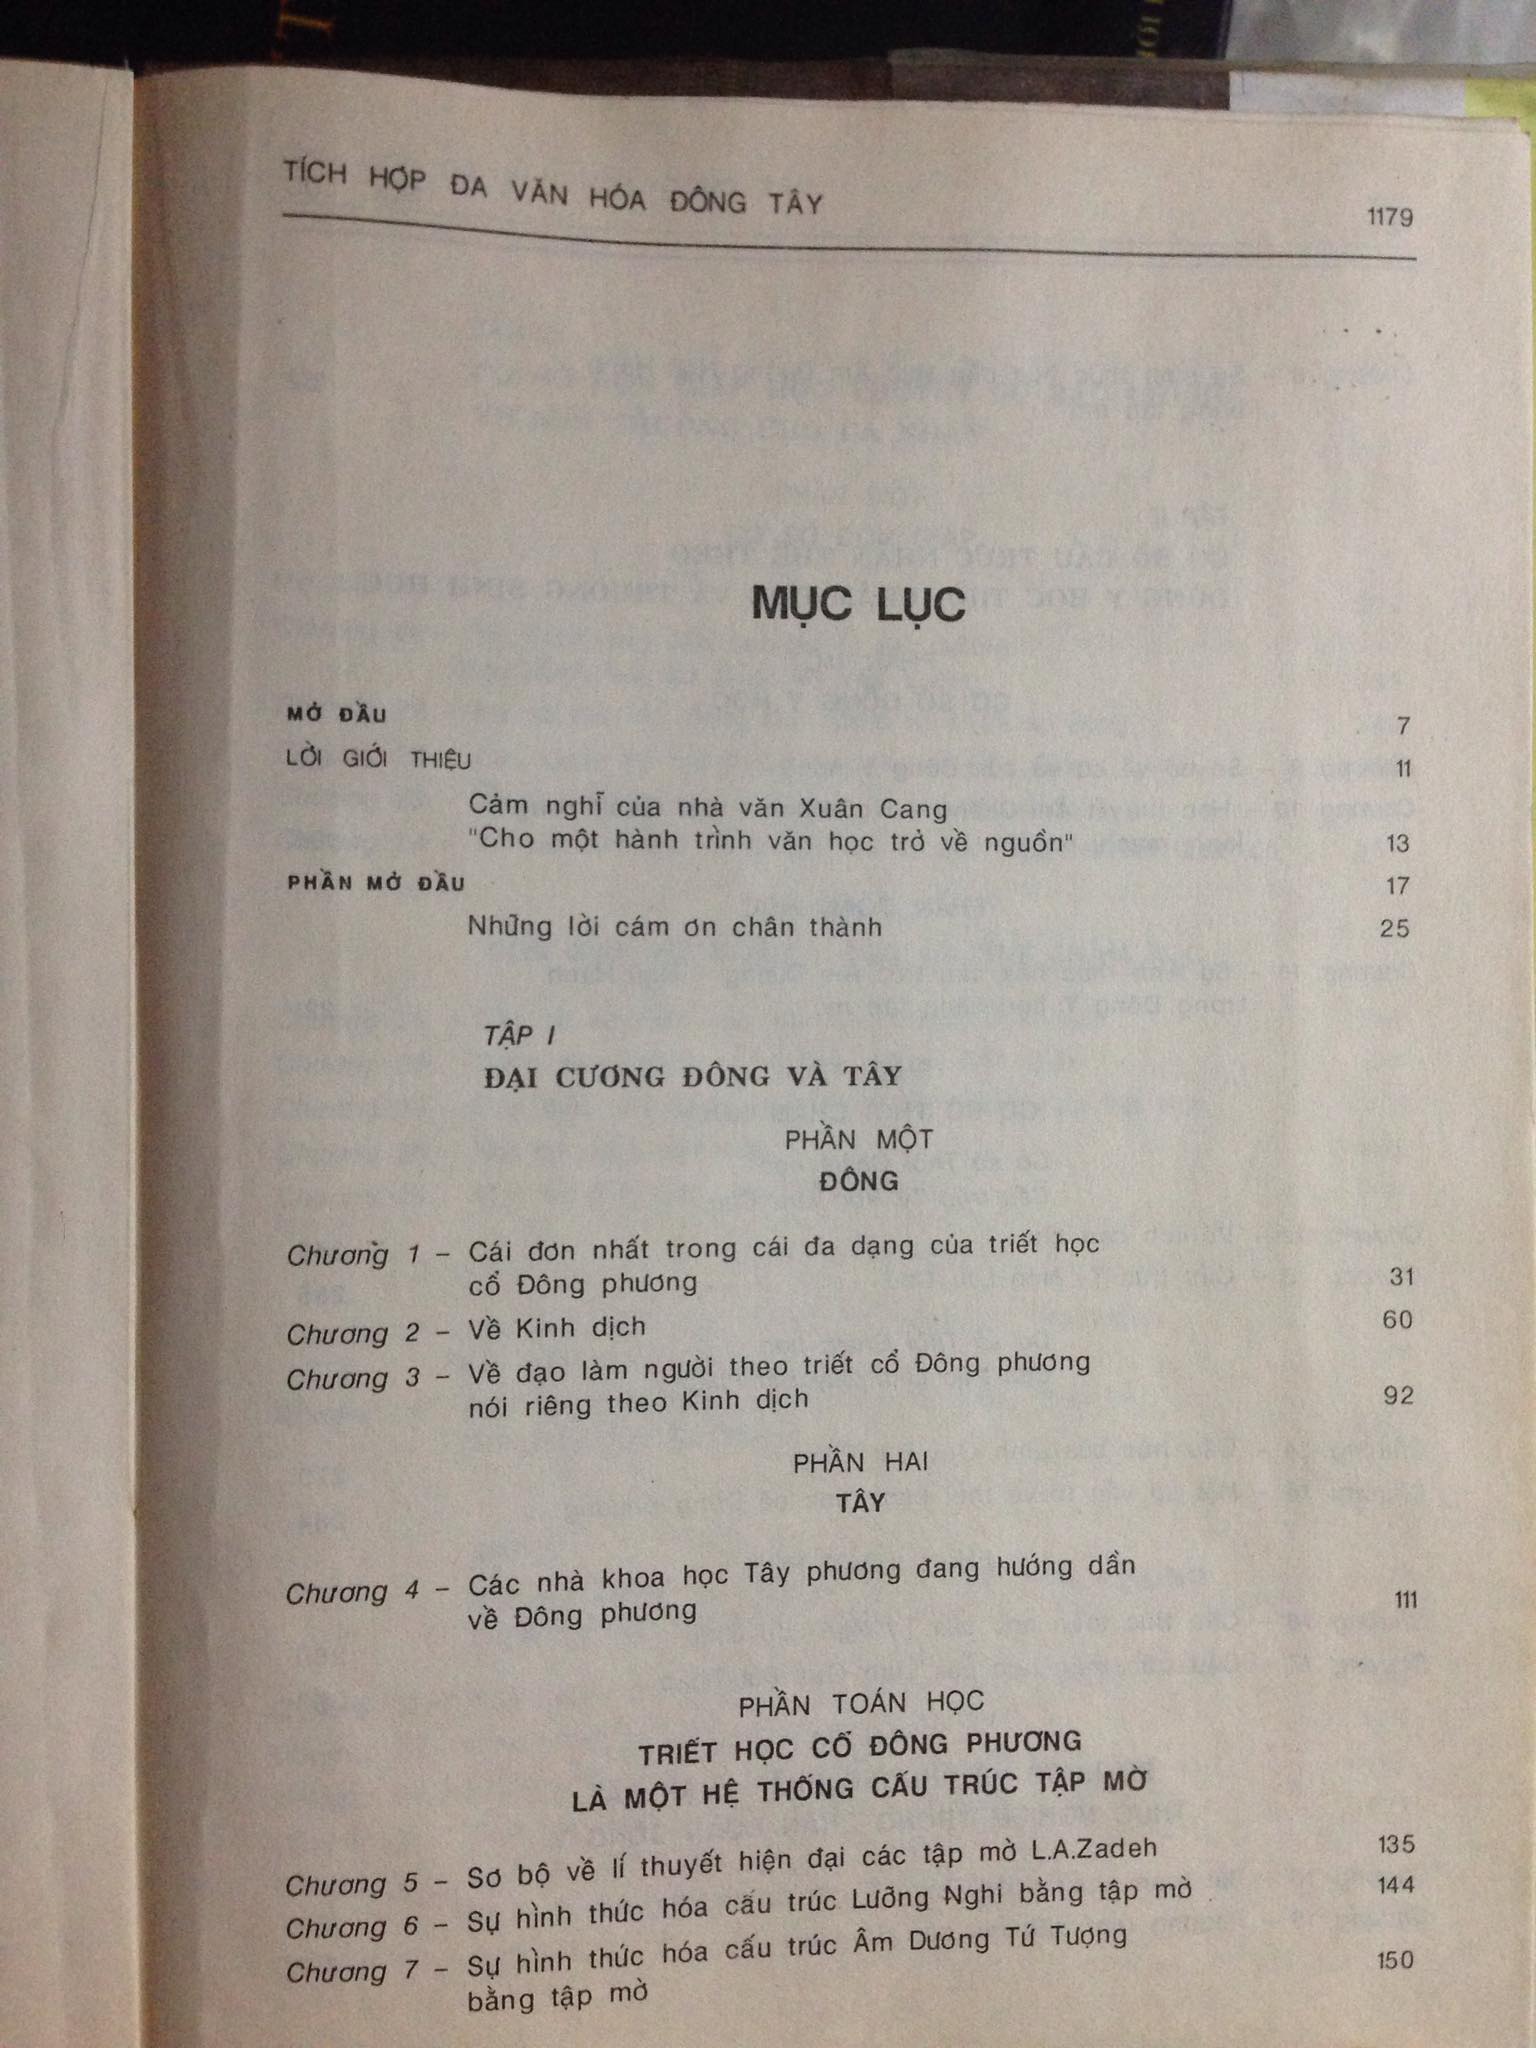 TÍCH HỢP ĐA VĂN HÓA ĐÔNG TÂY 1179
MỤC LỤC
MỞ ĐẦU 7
LỜI GIỚI THIỆU 11
Cảm nghĩ của nhà văn Xuân Cang
"Cho một hành trình văn học trở về nguồn" 13
PHẦN MỞ ĐẦU 17
Những lời cám ơn chân thành 25
TẬP I
ĐẠI CƯƠNG ĐÔNG VÀ TÂY
PHẦN MỘT
ĐÔNG
Chương 1 – Cái đơn nhất trong cái đa dạng của triết học
cổ Đông phương 31
Chương 2 – Về Kinh dịch 60
Chương 3 – Về đạo làm người theo triết cổ Đông phương
nói riêng theo Kinh dịch 92
PHẦN HAI
TÂY
Chương 4 – Các nhà khoa học Tây phương đang hướng dần
về Đông phương 111
PHẦN TOÁN HỌC
TRIẾT HỌC CỔ ĐÔNG PHƯƠNG
LÀ MỘT HỆ THỐNG CẤU TRÚC TẬP MỜ
Chương 5 – Sơ bộ về lí thuyết hiện đại các tập mờ L.A.Zadeh 135
Chương 6 – Sự hình thức hóa cấu trúc Lưỡng Nghi bằng tập mờ 144
Chương 7 – Sự hình thức hóa cấu trúc Âm Dương Tứ Tượng
bằng tập mờ 150